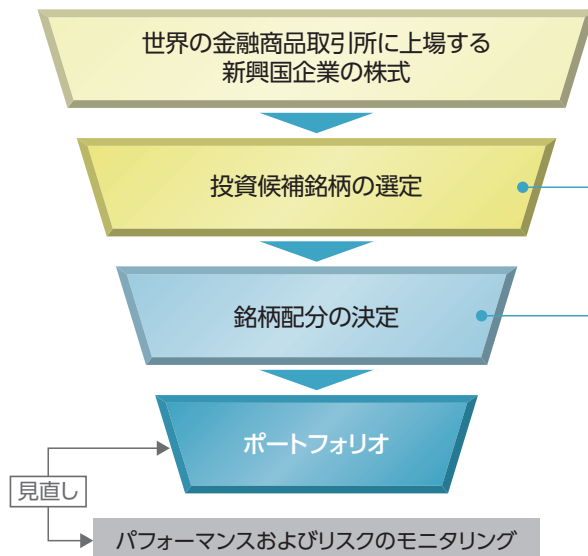 世界の金融商品取引所に上場する
新興国企業の株式
投資候補銘柄の選定
銘柄配分の決定
ポートフォリオ
見直し
パフォーマンスおよびリスクのモニタリング